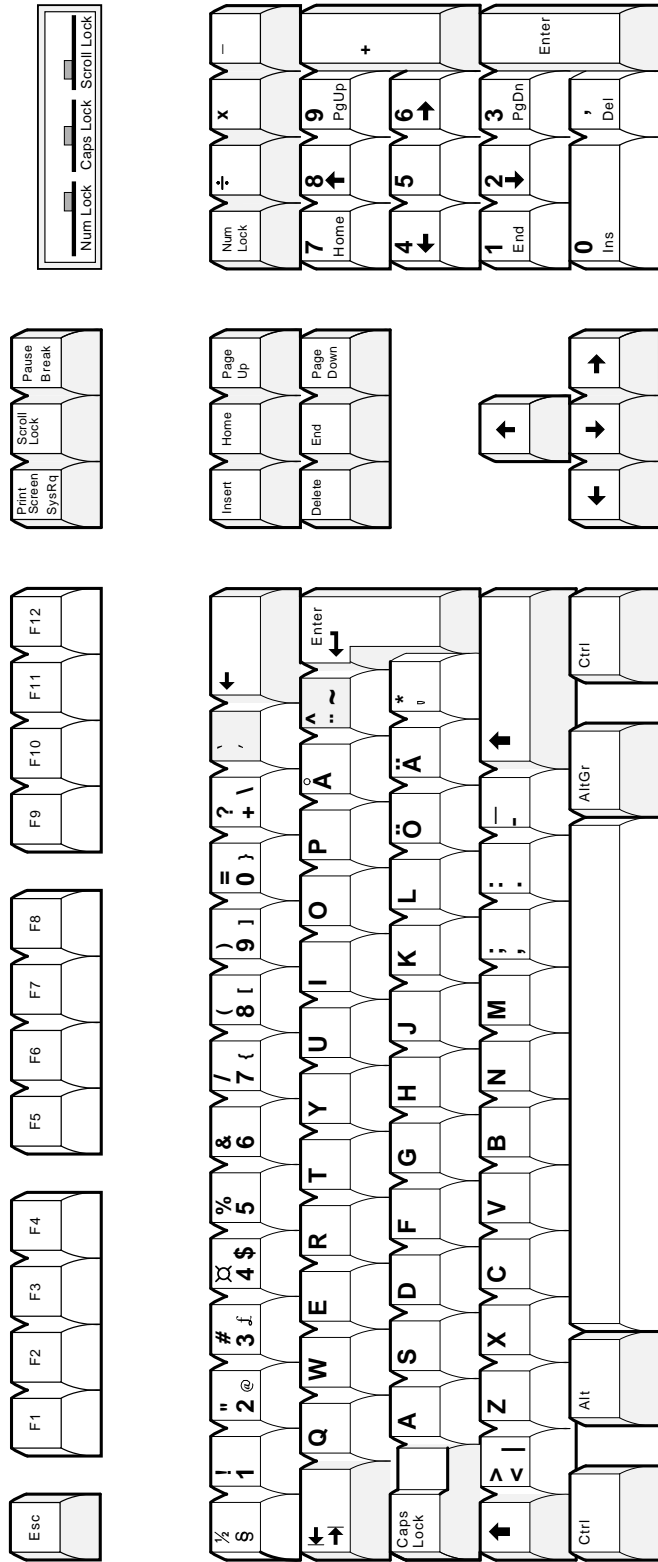 Esc F1 F2 F3 F4 F5 F6 F7 F8 F9 F10 F11 F12
Print Screen SysRq
Scroll Lock
Pause Break
Num Lock Caps Lock Scroll Lock
½ §
! 1
" 2 @
# 3 £
¤ 4 $
% 5
& 6
/ 7 {
( 8 [
) 9 ]
= 0 }
? + \
` ´
←
Insert Home Page Up
Num Lock ÷ x −
Q W E R T Y U I O P Å
^ ¨ ~
Enter
Delete End Page Down
7 Home
8 ↑
9 PgUp
+
Caps Lock
A S D F G H J K L Ö Ä
* '
4 ←
5
6 →
↑
> < |
Z X C V B N M
; ,
: .
_ -
↑
↑
1 End
2 ↓
3 PgDn
Enter
Ctrl Alt AltGr Ctrl
← ↓ →
0 Ins
, Del